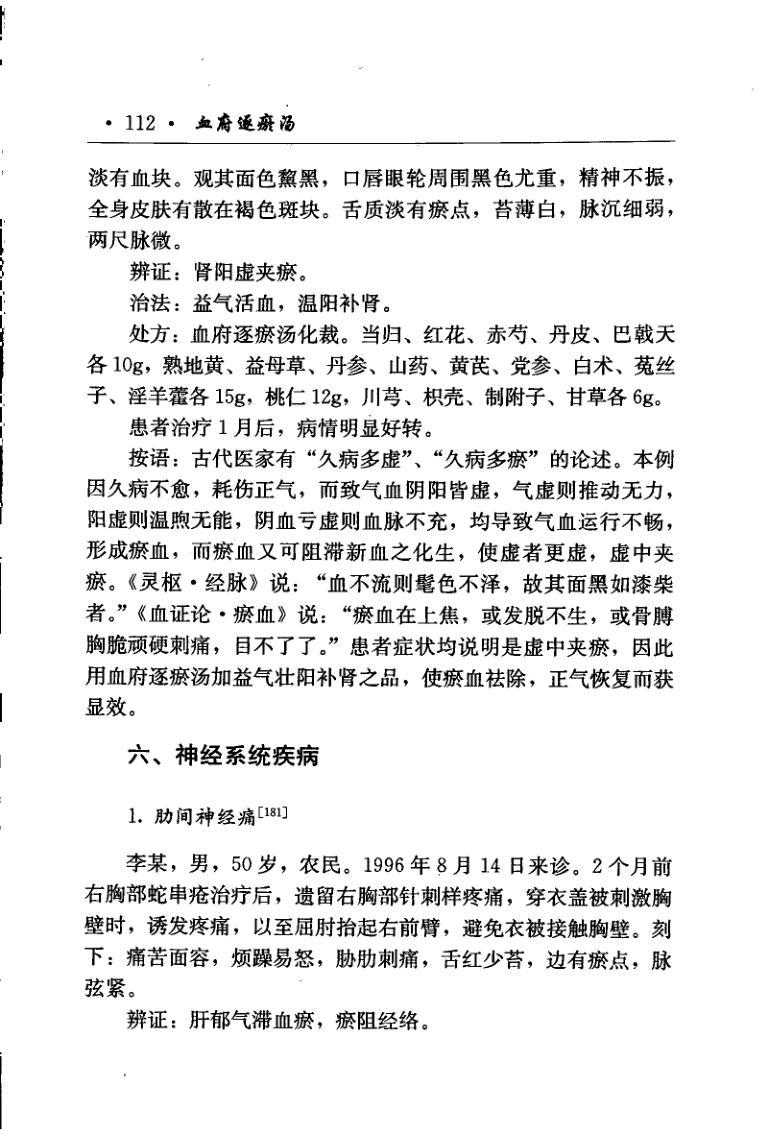 · 112 · 血府逐瘀汤
淡有血块。观其面色黧黑，口唇眼轮周围黑色尤重，精神不振，
全身皮肤有散在褐色斑块。舌质淡有瘀点，苔薄白，脉沉细弱，
两尺脉微。
辨证：肾阳虚夹瘀。
治法：益气活血，温阳补肾。
处方：血府逐瘀汤化裁。当归、红花、赤芍、丹皮、巴戟天
各 10g，熟地黄、益母草、丹参、山药、黄芪、党参、白术、菟丝
子、淫羊藿各 15g，桃仁 12g，川芎、枳壳、制附子、甘草各 6g。
患者治疗 1 月后，病情明显好转。
按语：古代医家有“久病多虚”、“久病多瘀”的论述。本例
因久病不愈，耗伤正气，而致气血阴阳皆虚，气虚则推动无力，
阳虚则温煦无能，阴血亏虚则血脉不充，均导致气血运行不畅，
形成瘀血，而瘀血又可阻滞新血之化生，使虚者更虚，虚中夹
瘀。《灵枢·经脉》说：“血不流则髦色不泽，故其面黑如漆柴
者。”《血证论·瘀血》说：“瘀血在上焦，或发脱不生，或骨膊
胸脆顽硬刺痛，目不了了。”患者症状均说明是虚中夹瘀，因此
用血府逐瘀汤加益气壮阳补肾之品，使瘀血祛除，正气恢复而获
显效。
六、神经系统疾病
1. 肋间神经痛[181]
李某，男，50 岁，农民。1996 年 8 月 14 日来诊。2 个月前
右胸部蛇串疮治疗后，遗留右胸部针刺样疼痛，穿衣盖被刺激胸
壁时，诱发疼痛，以至屈肘抬起右前臂，避免衣被接触胸壁。刻
下：痛苦面容，烦躁易怒，胁肋刺痛，舌红少苔，边有瘀点，脉
弦紧。
辨证：肝郁气滞血瘀，瘀阻经络。